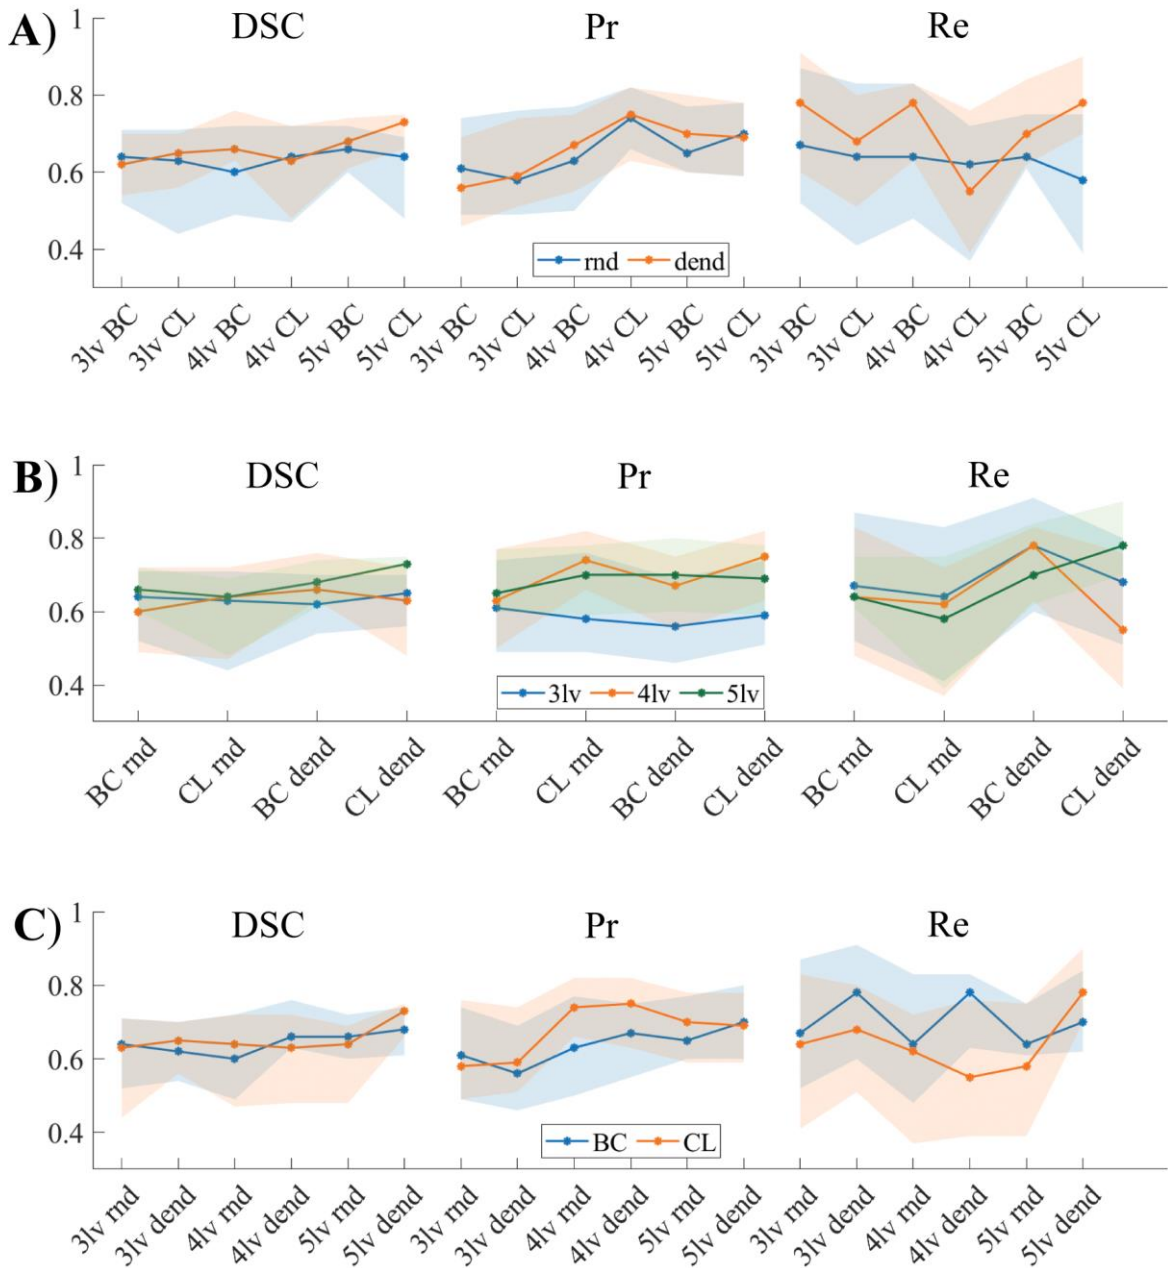 A)
DSC Pr Re
1
0.8
0.6
0.4
rnd dend
3lv BC 3lv CL 4lv BC 4lv CL 5lv BC 5lv CL 3lv BC 3lv CL 4lv BC 4lv CL 5lv BC 5lv CL 3lv BC 3lv CL 4lv BC 4lv CL 5lv BC 5lv CL
B)
DSC Pr Re
1
0.8
0.6
0.4
3lv 4lv 5lv
BC rnd CL rnd BC dend CL dend BC rnd CL rnd BC dend CL dend BC rnd CL rnd BC dend CL dend
C)
DSC Pr Re
1
0.8
0.6
0.4
BC CL
3lv rnd 3lv dend 4lv rnd 4lv dend 5lv rnd 5lv dend 3lv rnd 3lv dend 4lv rnd 4lv dend 5lv rnd 5lv dend 3lv rnd 3lv dend 4lv rnd 4lv dend 5lv rnd 5lv dend